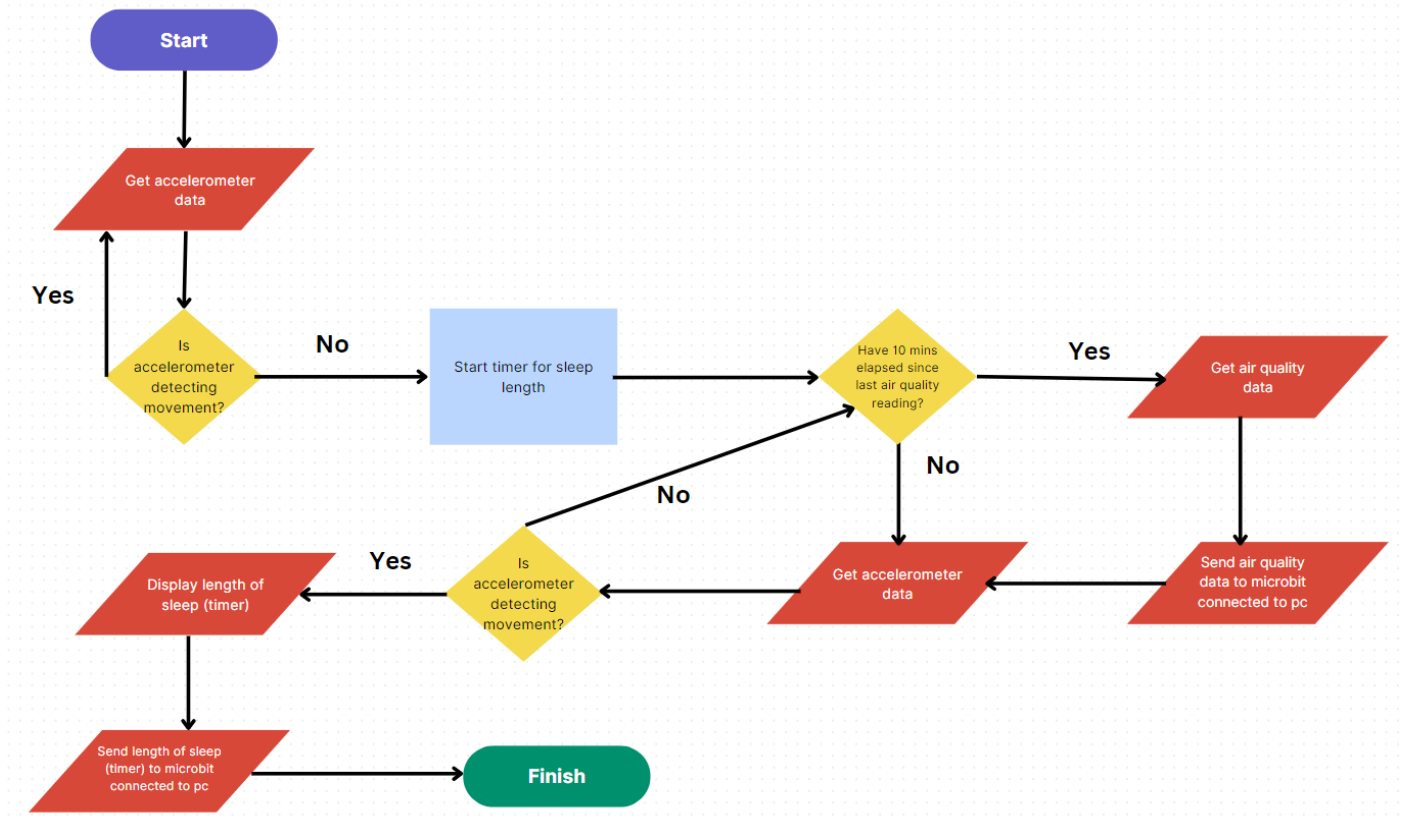 Start
Get accelerometer
data
Yes
Is
accelerometer
detecting
movement?
No
Start timer for sleep
length
Have 10 mins
elapsed since
last air quality
reading?
Yes
Get air quality
data
No
No
Send air quality
data to microbit
connected to pc
Get accelerometer
data
Is
accelerometer
detecting
movement?
Yes
Display length of
sleep (timer)
Send length of sleep
(timer) to microbit
connected to pc
Finish